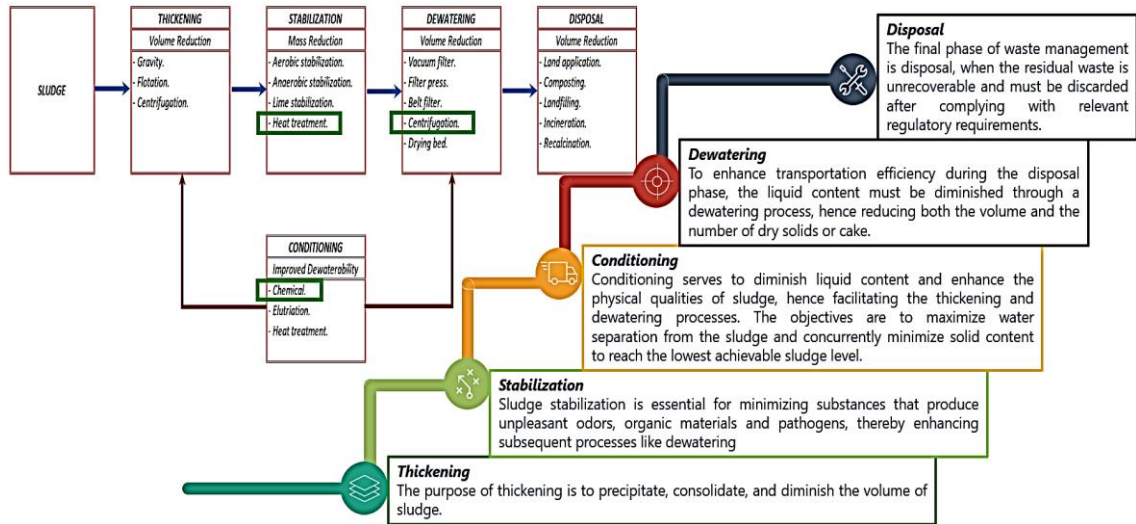 SLUDGE
THICKENING
Volume Reduction
- Gravity.
- Flotation.
- Centrifugation.
STABILIZATION
Mass Reduction
- Aerobic stabilization.
- Anaerobic stabilization.
- Lime stabilization.
- Heat treatment.
DEWATERING
Volume Reduction
- Vacuum filter.
- Filter press.
- Belt filter.
- Centrifugation.
- Drying bed.
DISPOSAL
Volume Reduction
- Land application.
- Composting.
- Landfilling.
- Incineration.
- Recalcination.
CONDITIONING
Improved Dewaterability
- Chemical.
- Elutriation.
- Heat treatment.
Disposal
The final phase of waste management
is disposal, when the residual waste is
unrecoverable and must be discarded
after complying with relevant
regulatory requirements.
Dewatering
To enhance transportation efficiency during the disposal
phase, the liquid content must be diminished through a
dewatering process, hence reducing both the volume and the
number of dry solids or cake.
Conditioning
Conditioning serves to diminish liquid content and enhance the
physical qualities of sludge, hence facilitating the thickening and
dewatering processes. The objectives are to maximize water
separation from the sludge and concurrently minimize solid content
to reach the lowest achievable sludge level.
Stabilization
Sludge stabilization is essential for minimizing substances that produce
unpleasant odors, organic materials and pathogens, thereby enhancing
subsequent processes like dewatering
Thickening
The purpose of thickening is to precipitate, consolidate, and diminish the volume of
sludge.